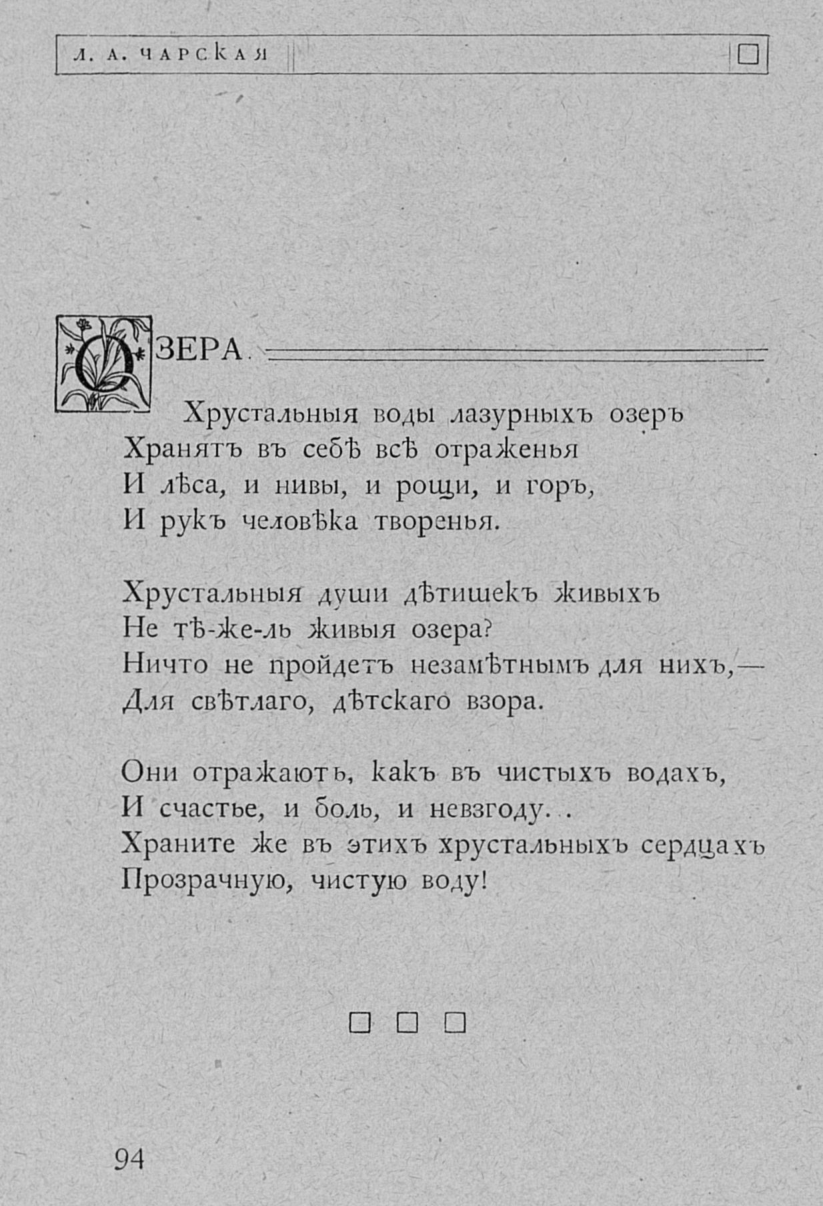 Л. А. ЧАРСКАЯ
ОЗЕРА.
Хрустальныя воды лазурныхъ озеръ
Хранятъ въ себѣ всѣ отраженья
И лѣса, и нивы, и рощи, и горъ,
И рукъ человѣка творенья.
Хрустальныя души дѣтишекъ живыхъ
Не тѣ-же-ль живыя озера?
Ничто не пройдетъ незамѣтнымъ для нихъ,—
Для свѣтлаго, дѣтскаго взора.
Они отражають, какъ въ чистыхъ водахъ,
И счастье, и боль, и невзгоду. .
Храните же въ этихъ хрустальныхъ сердцахъ
Прозрачную, чистую воду!
94